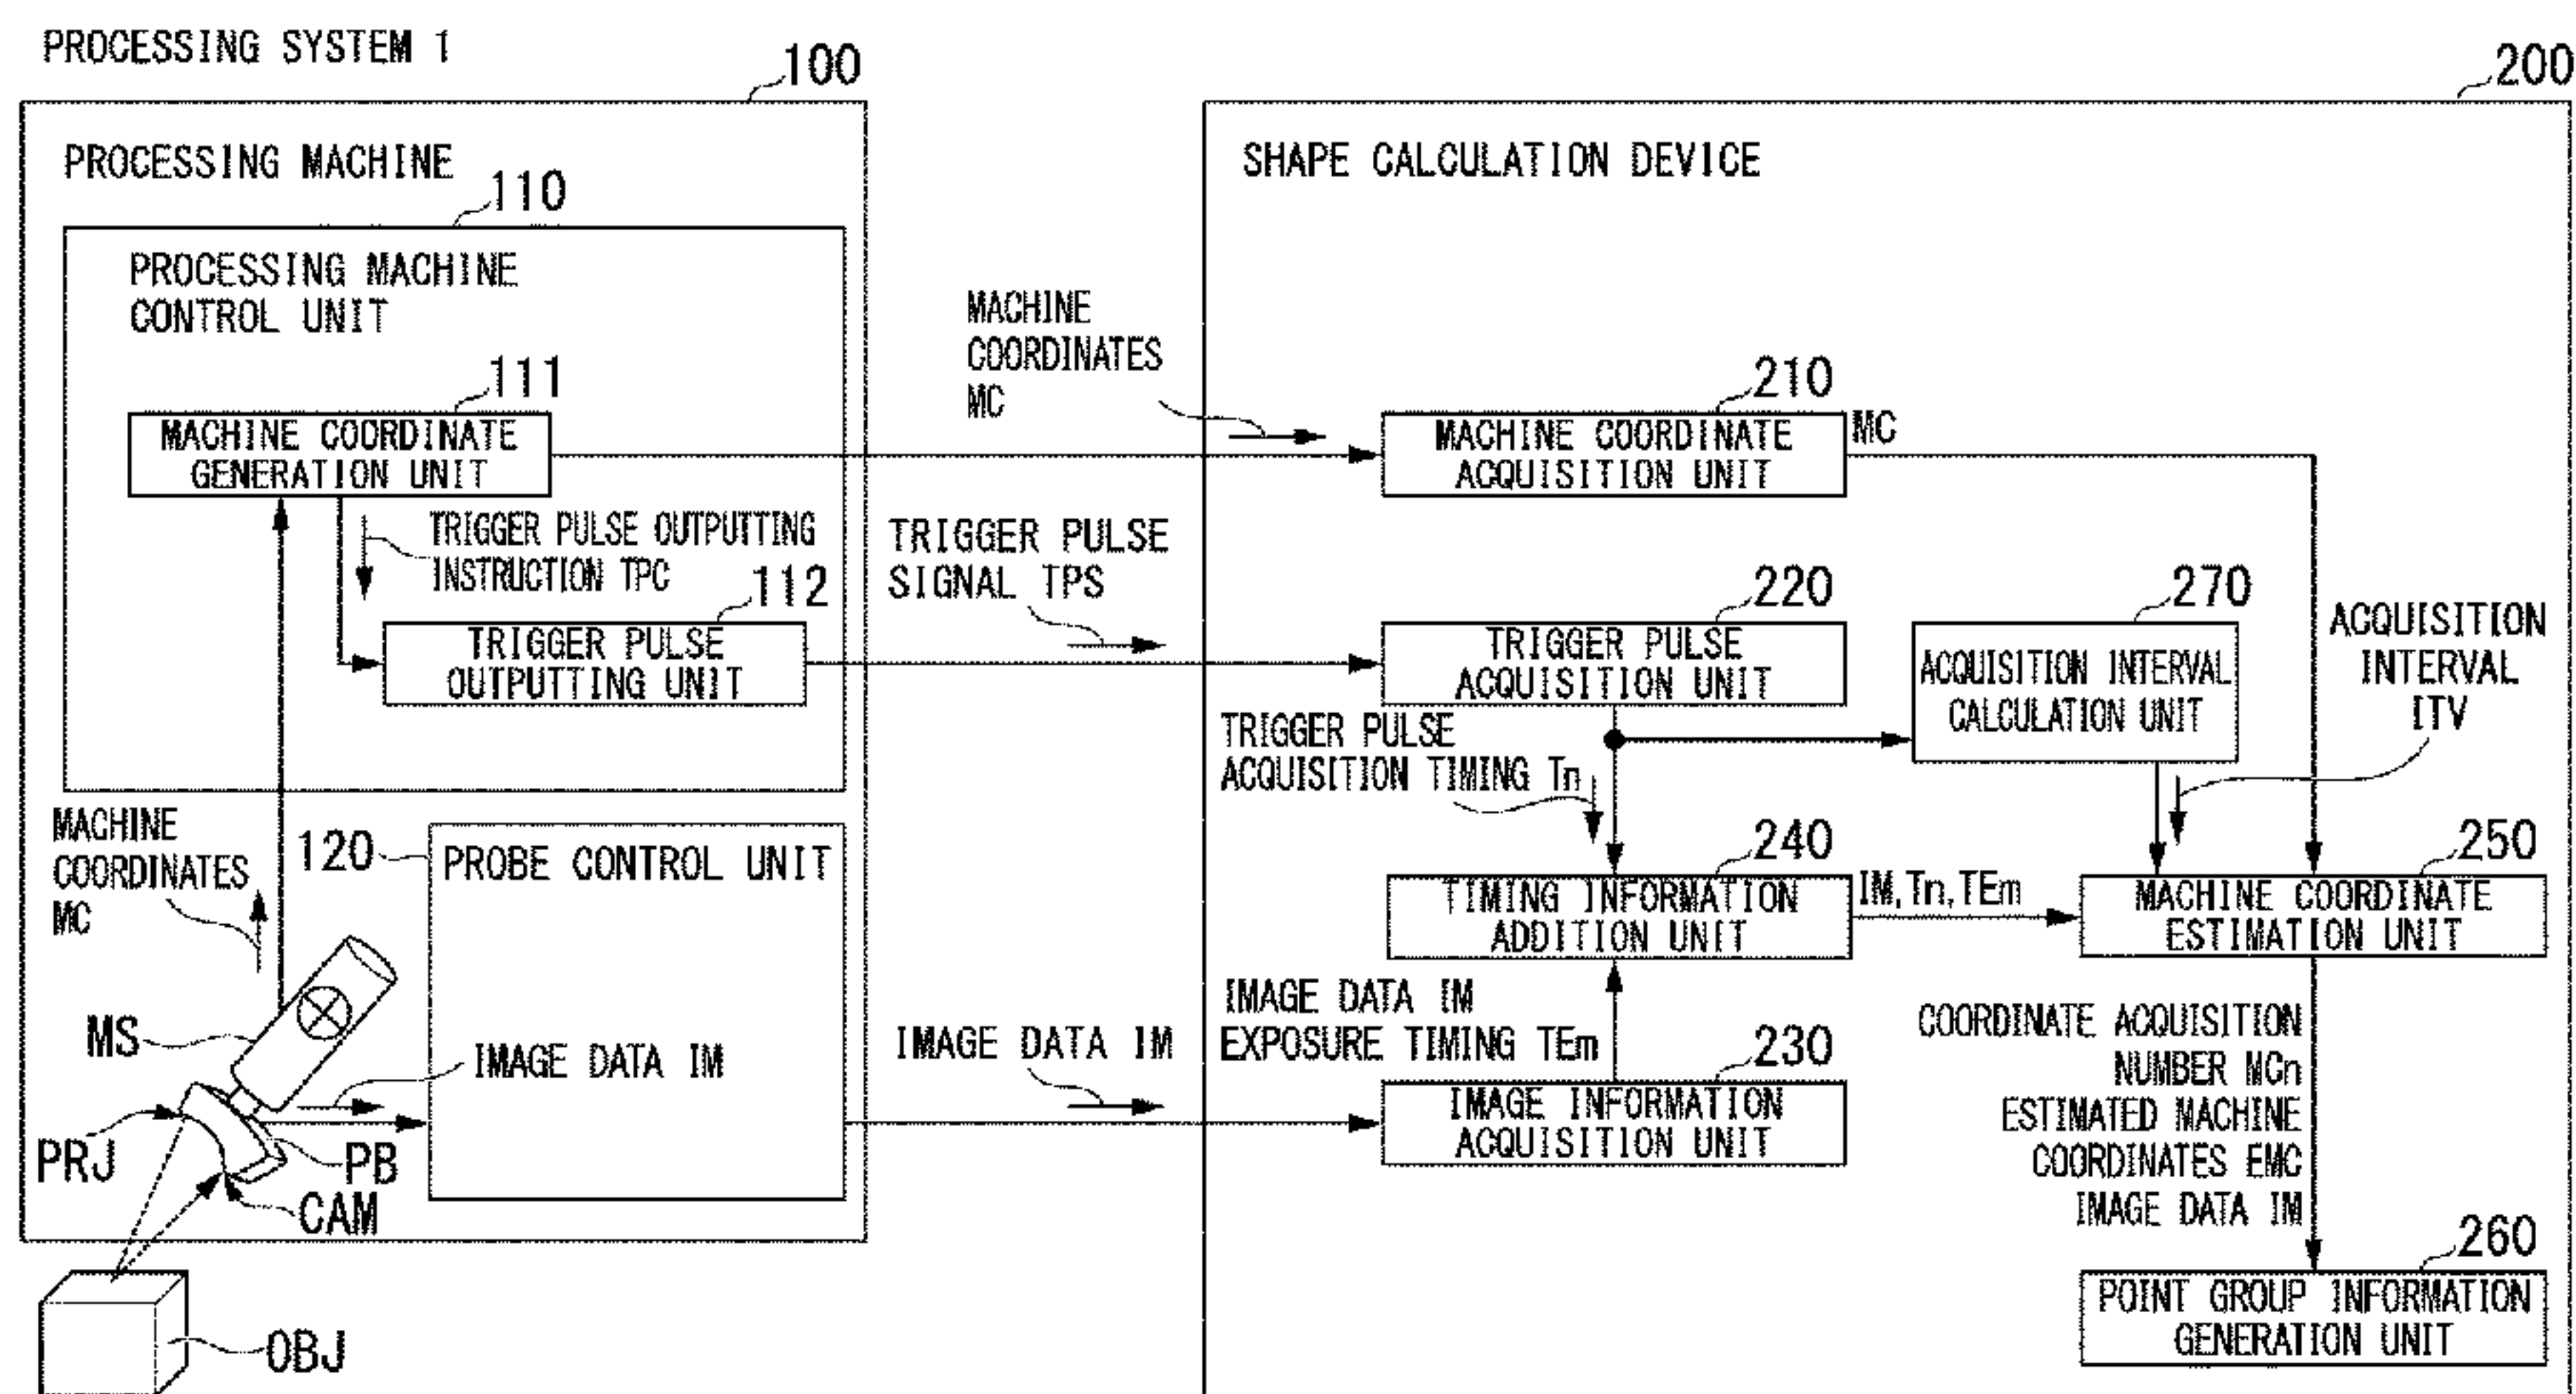 PROCESSING SYSTEM 1
100
200
PROCESSING MACHINE
SHAPE CALCULATION DEVICE
110
PROCESSING MACHINE
CONTROL UNIT
111
MACHINE COORDINATE
GENERATION UNIT
TRIGGER PULSE OUTPUTTING
INSTRUCTION TPC
112
TRIGGER PULSE
OUTPUTTING UNIT
MACHINE
COORDINATES
MC
TRIGGER PULSE
SIGNAL TPS
210
MACHINE COORDINATE
ACQUISITION UNIT
MC
220
TRIGGER PULSE
ACQUISITION UNIT
270
ACQUISITION INTERVAL
CALCULATION UNIT
ACQUISITION
INTERVAL
ITV
TRIGGER PULSE
ACQUISITION TIMING Tn
MACHINE
COORDINATES
MC
120
PROBE CONTROL UNIT
240
TIMING INFORMATION
ADDITION UNIT
IM,Tn,TEm
250
MACHINE COORDINATE
ESTIMATION UNIT
MS
IMAGE DATA IM
IMAGE DATA IM
IMAGE DATA IM
EXPOSURE TIMING TEm
230
IMAGE INFORMATION
ACQUISITION UNIT
COORDINATE ACQUISITION
NUMBER MCn
ESTIMATED MACHINE
COORDINATES EMC
IMAGE DATA IM
PRJ
PB
CAM
260
POINT GROUP INFORMATION
GENERATION UNIT
OBJ